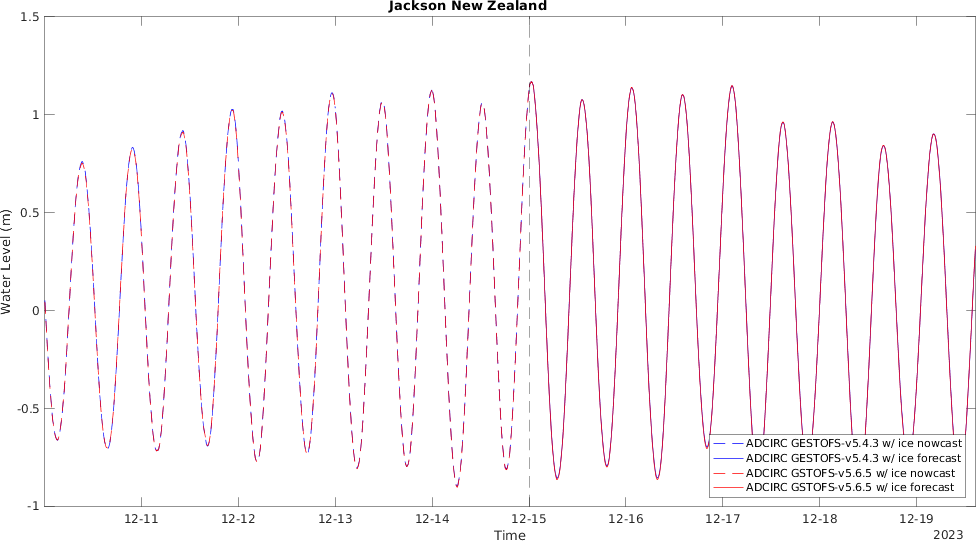 Jackson New Zealand
1.5
1
0.5
0
-0.5
-1
Water Level (m)
12-11 12-12 12-13 12-14 12-15 12-16 12-17 12-18 12-19
Time
2023
ADCIRC GESTOFS-v5.4.3 w/ ice nowcast
ADCIRC GESTOFS-v5.4.3 w/ ice forecast
ADCIRC GSTOFS-v5.6.5 w/ ice nowcast
ADCIRC GSTOFS-v5.6.5 w/ ice forecast